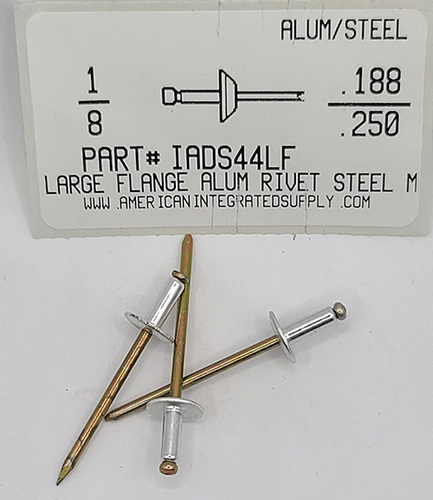 ALUM/STEEL
1/8
.188
.250
PART# IADS44LF
LARGE FLANGE ALUM RIVET STEEL M
WWW.AMERICANINTEGRATEDSUPPLY.COM